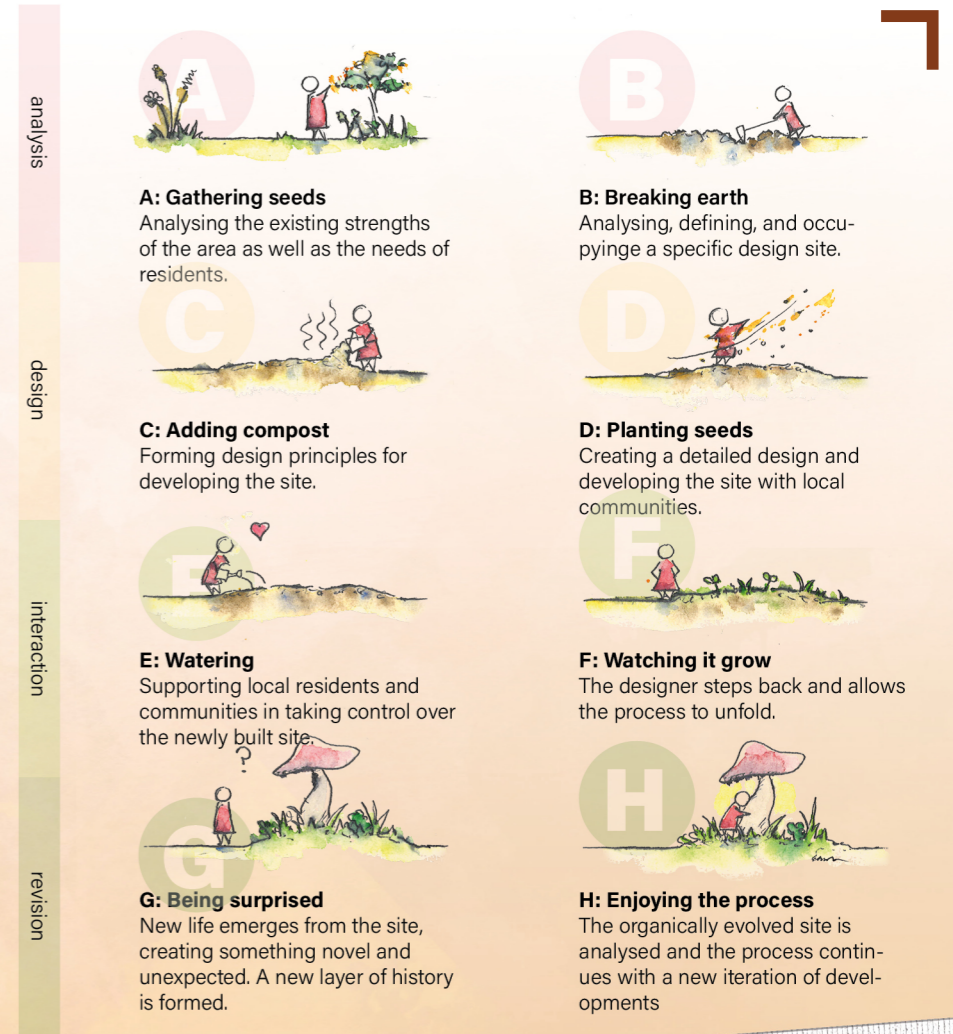 analysis
A
B
A: Gathering seeds
Analysing the existing strengths
of the area as well as the needs of
residents.
B: Breaking earth
Analysing, defining, and occu-
pyinge a specific design site.
design
C
D
C: Adding compost
Forming design principles for
developing the site.
D: Planting seeds
Creating a detailed design and
developing the site with local
communities.
interaction
E
F
E: Watering
Supporting local residents and
communities in taking control over
the newly built site.
F: Watching it grow
The designer steps back and allows
the process to unfold.
revision
?
G
H
G: Being surprised
New life emerges from the site,
creating something novel and
unexpected. A new layer of history
is formed.
H: Enjoying the process
The organically evolved site is
analysed and the process contin-
ues with a new iteration of devel-
opments